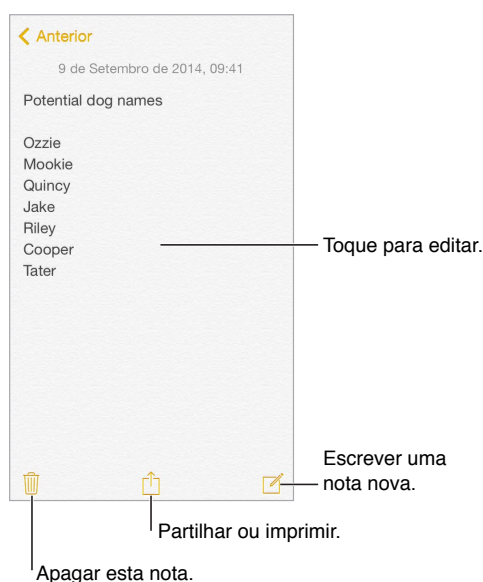 Anterior
9 de Setembro de 2014, 09:41
Potential dog names
Ozzie
Mookie
Quincy
Jake
Riley
Cooper
Tater
Toque para editar.
Escrever uma
nota nova.
Partilhar ou imprimir.
Apagar esta nota.